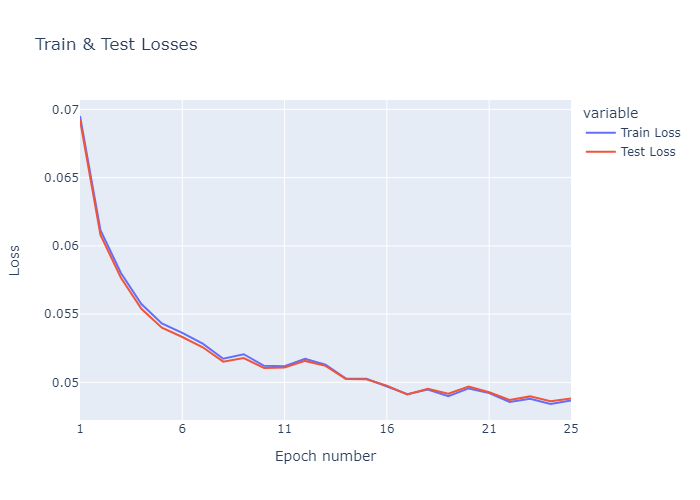 Train & Test Losses
variable
Train Loss
Test Loss
0.07
0.065
0.06
0.055
0.05
Loss
1
6
11
16
21
25
Epoch number